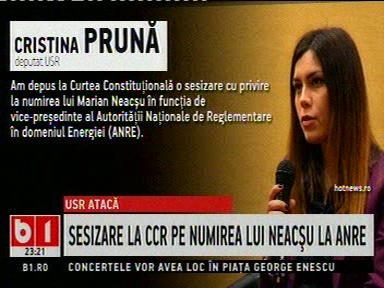 CRISTINA PRUNĂ
deputat USR
Am depus la Curtea Constituțională o sesizare cu privire
la numirea lui Marian Neacșu în funcția de
vice-președinte al Autorității Naționale de Reglementare
în domeniul Energiei (ANRE).
hotnews.ro
USR ATACĂ
B1
SESIZARE LA CCR PE NUMIREA LUI NEACȘU LA ANRE
23:21
B1.RO CONCERTELE VOR AVEA LOC ÎN PIAȚA GEORGE ENESCU